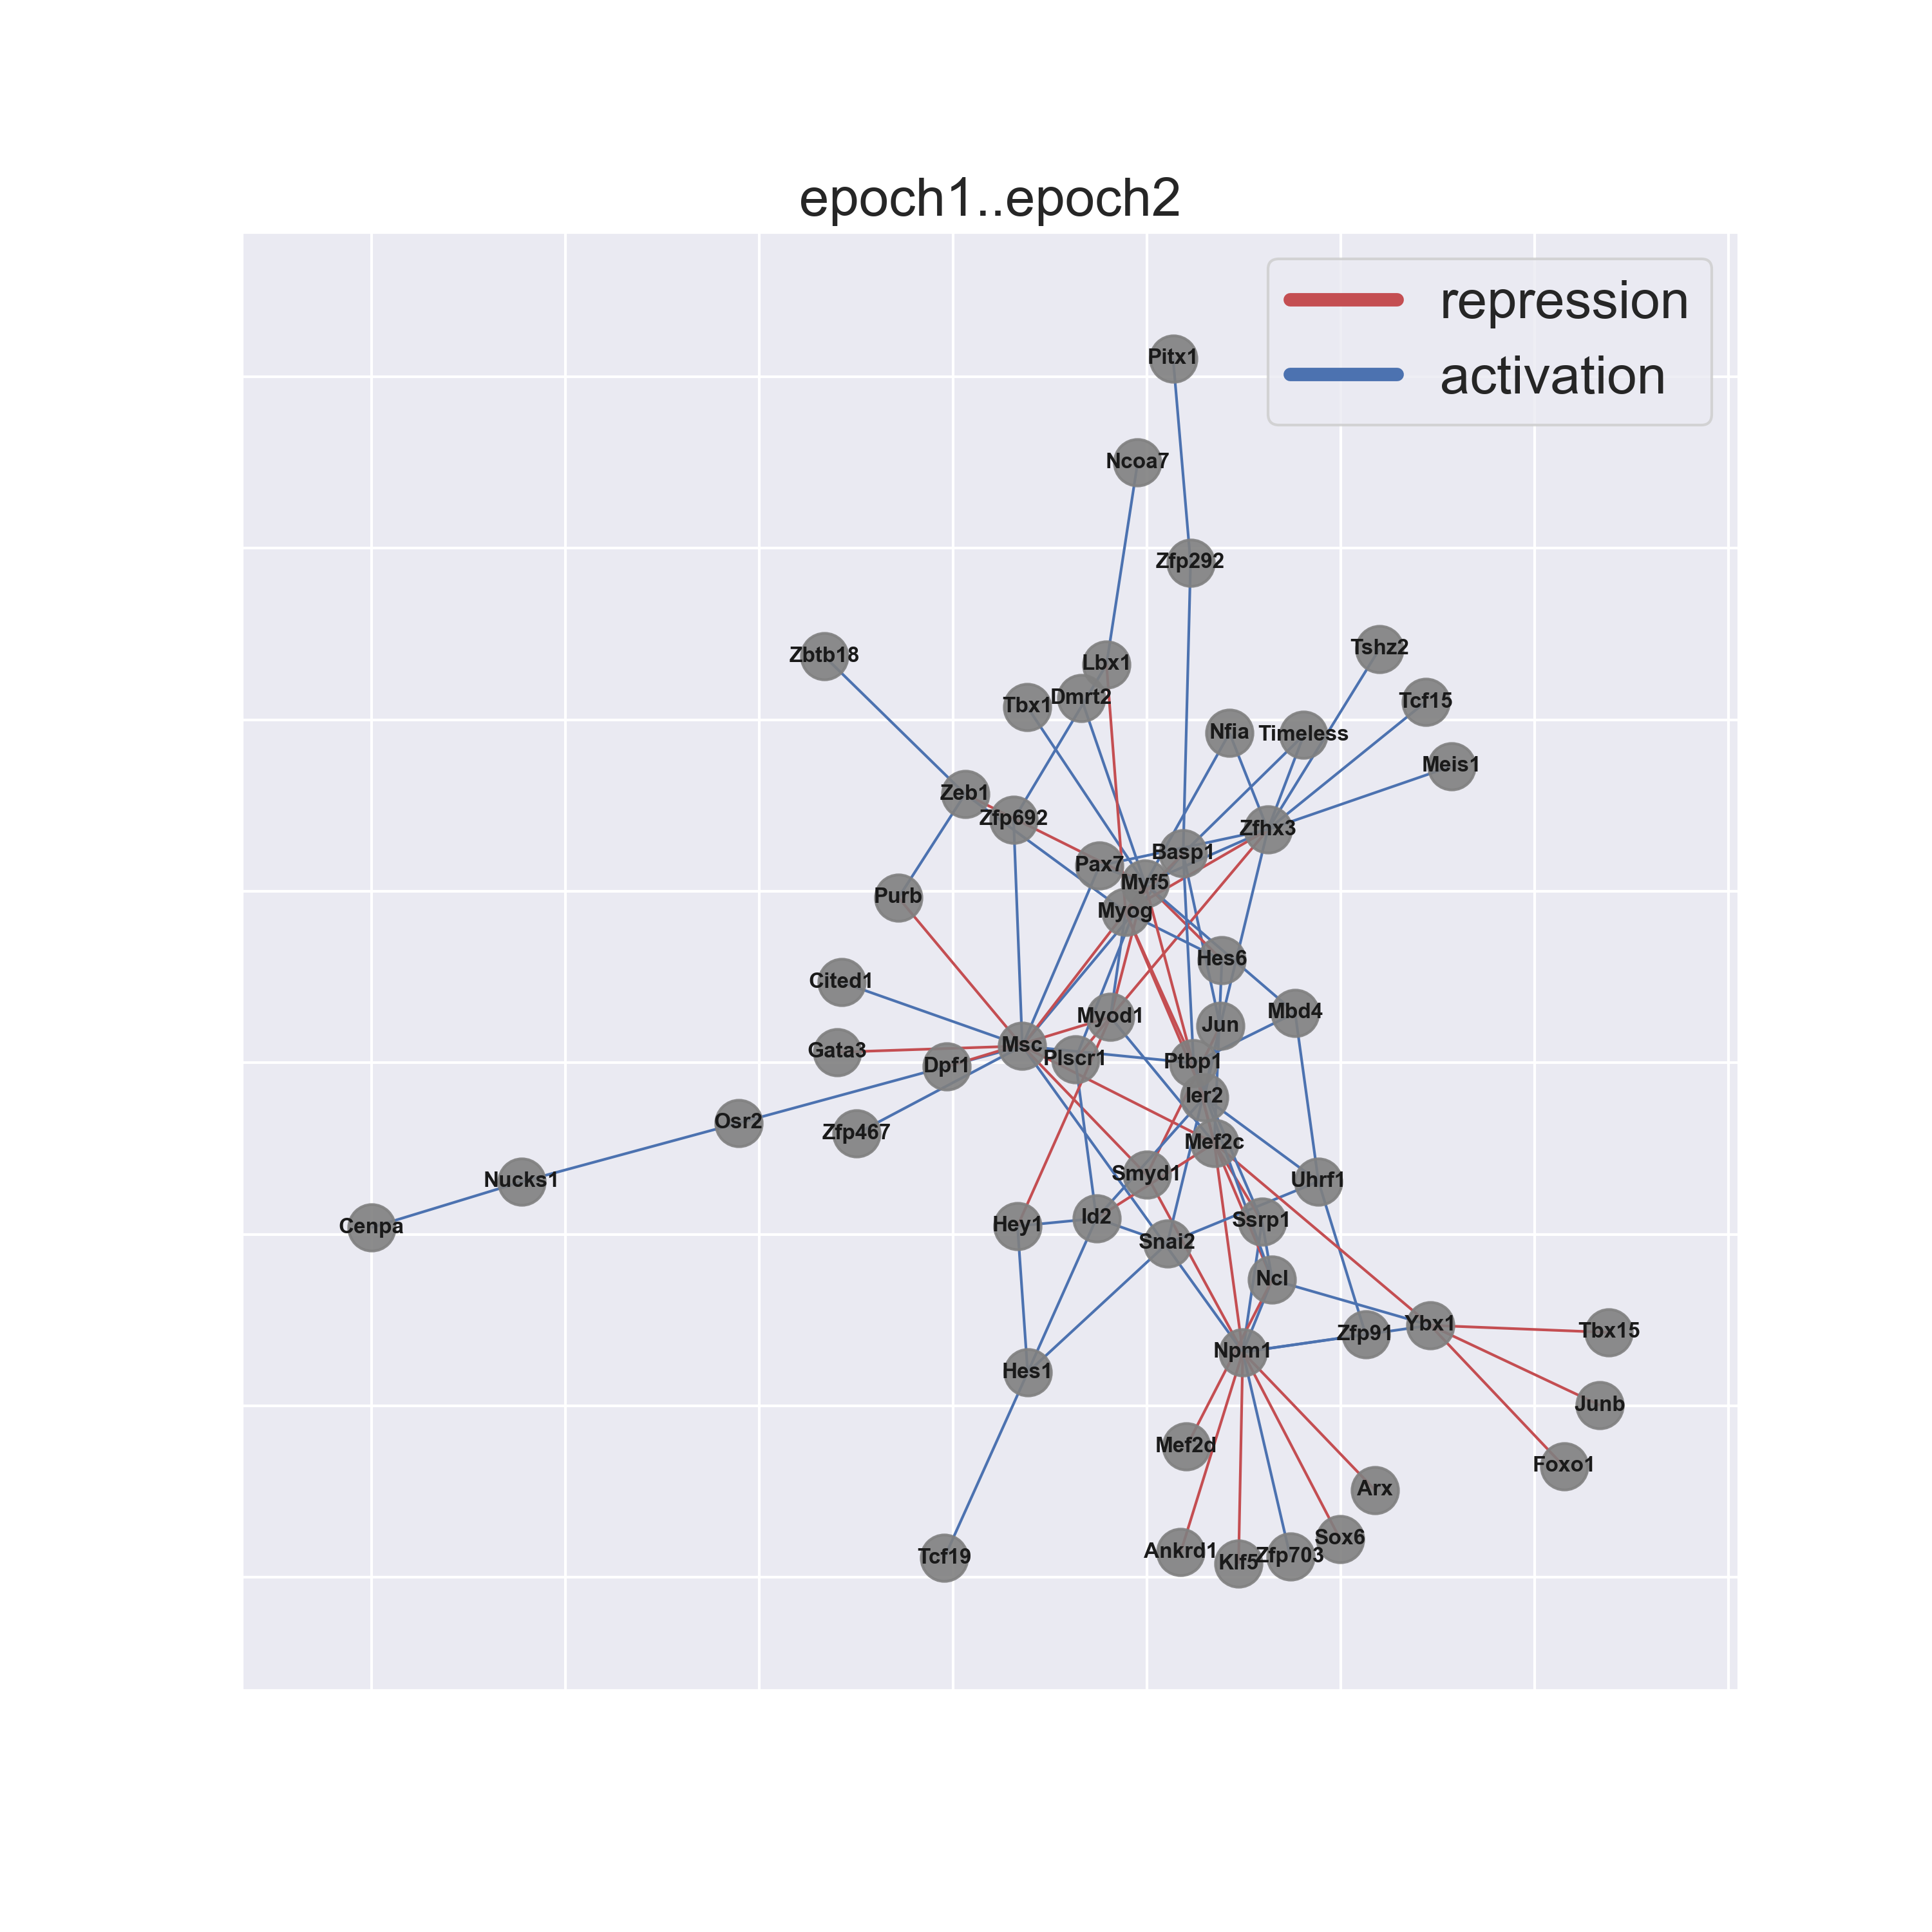 epoch1..epoch2
repression
activation
Pitx1
Ncoa7
Zfp292
Zbtb18
Lbx1
Tshz2
Dmrt2
Tbx1
Tcf15
Nfia
Timeless
Meis1
Zeb1
Zfp692
Zfhx3
Basp1
Pax7
Myf5
Purb
Myog
Hes6
Cited1
Mbd4
Myod1
Jun
Msc
Gata3
Plscr1
Ptbp1
Dpf1
Ier2
Osr2
Zfp467
Mef2c
Smyd1
Nucks1
Uhrf1
Id2
Ssrp1
Hey1
Cenpa
Snai2
Ncl
Ybx1
Tbx15
Zfp91
Npm1
Hes1
Junb
Mef2d
Foxo1
Arx
Sox6
Ankrd1
Zfp703
Tcf19
Klf5